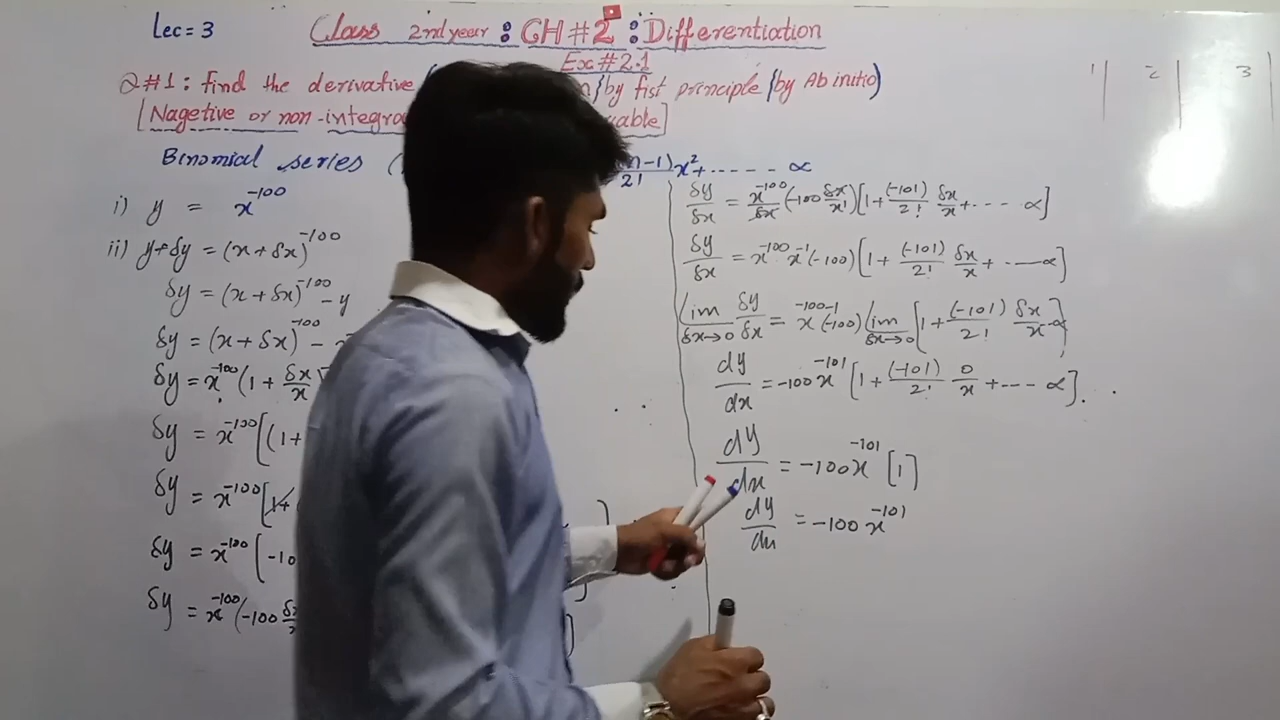 Lec = 3
Class 2nd year : CH # 2 : Differentiation
Ex # 2.1
Q#1: find the derivative by fist principle (by Ab initio)
[Nagetive or non-integra
Binomial series ( n-1)/2! x² + ----- ∝
i) y = x⁻¹⁰⁰
ii) y+δy = (x+δx)⁻¹⁰⁰
δy = (x+δx)⁻¹⁰⁰ - y
δy = (x+δx)⁻¹⁰⁰ -
δy = x⁻¹⁰⁰ (1 + δx/x)
δy = x⁻¹⁰⁰ [(1+
δy = x⁻¹⁰⁰ [1+
δy = x⁻¹⁰⁰ [-10
δy = x⁻¹⁰⁰ (-100 δ
δy/δx = x⁻¹⁰⁰/δx (-100 δx/x) [1 + (-101)/2! δx/x + --- ∝]
δy/δx = x⁻¹⁰⁰ x⁻¹ (-100) [1 + (-101)/2! δx/x + --- ∝]
lim δx→0 δy/δx = x⁻¹⁰⁰⁻¹ (-100) lim δx→0 [1 + (-101)/2! δx/x ∝]
dy/dx = -100x⁻¹⁰¹ [1 + (-101)/2! 0/x + --- ∝].
dy/dx = -100x⁻¹⁰¹ [1]
dy/dx = -100 x⁻¹⁰¹
1 | 2 | 3 |